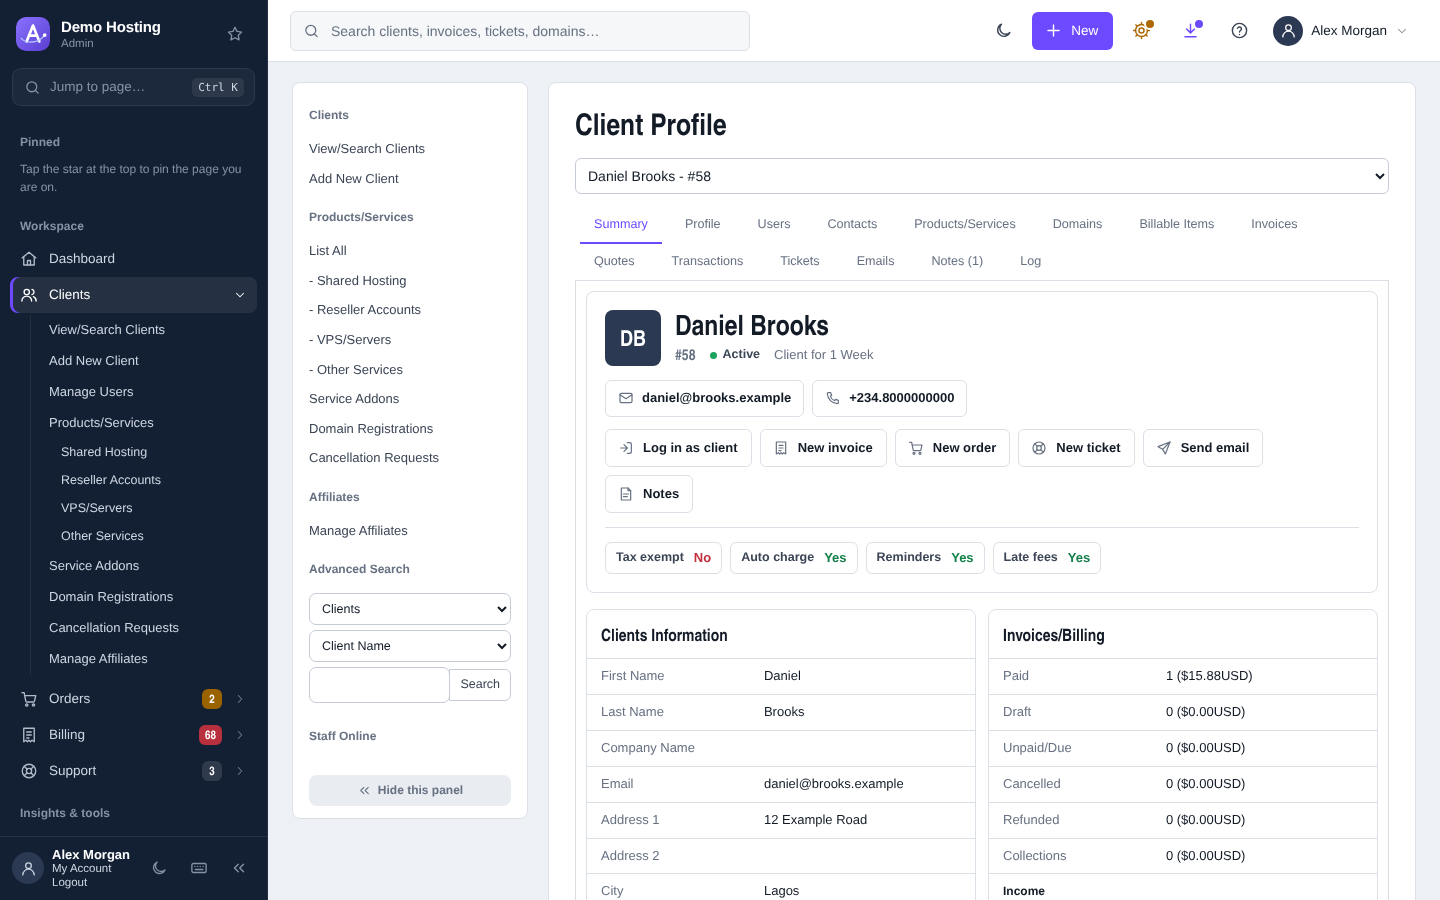 Demo Hosting
Admin
Jump to page…
Ctrl K
Pinned
Tap the star at the top to pin the page you
are on.
Workspace
Dashboard
Clients
View/Search Clients
Add New Client
Manage Users
Products/Services
Shared Hosting
Reseller Accounts
VPS/Servers
Other Services
Service Addons
Domain Registrations
Cancellation Requests
Manage Affiliates
Orders 2
Billing 68
Support 3
Insights & tools
Alex Morgan
My Account
Logout
Search clients, invoices, tickets, domains…
New
Alex Morgan
Clients
View/Search Clients
Add New Client
Products/Services
List All
- Shared Hosting
- Reseller Accounts
- VPS/Servers
- Other Services
Service Addons
Domain Registrations
Cancellation Requests
Affiliates
Manage Affiliates
Advanced Search
Clients
Client Name
Search
Staff Online
Hide this panel
Client Profile
Daniel Brooks - #58
Summary Profile Users Contacts Products/Services Domains Billable Items Invoices
Quotes Transactions Tickets Emails Notes (1) Log
DB
Daniel Brooks
#58 Active Client for 1 Week
daniel@brooks.example +234.8000000000
Log in as client New invoice New order New ticket Send email
Notes
Tax exempt No Auto charge Yes Reminders Yes Late fees Yes
Clients Information
First Name Daniel
Last Name Brooks
Company Name
Email daniel@brooks.example
Address 1 12 Example Road
Address 2
City Lagos
Invoices/Billing
Paid 1 ($15.88USD)
Draft 0 ($0.00USD)
Unpaid/Due 0 ($0.00USD)
Cancelled 0 ($0.00USD)
Refunded 0 ($0.00USD)
Collections 0 ($0.00USD)
Income